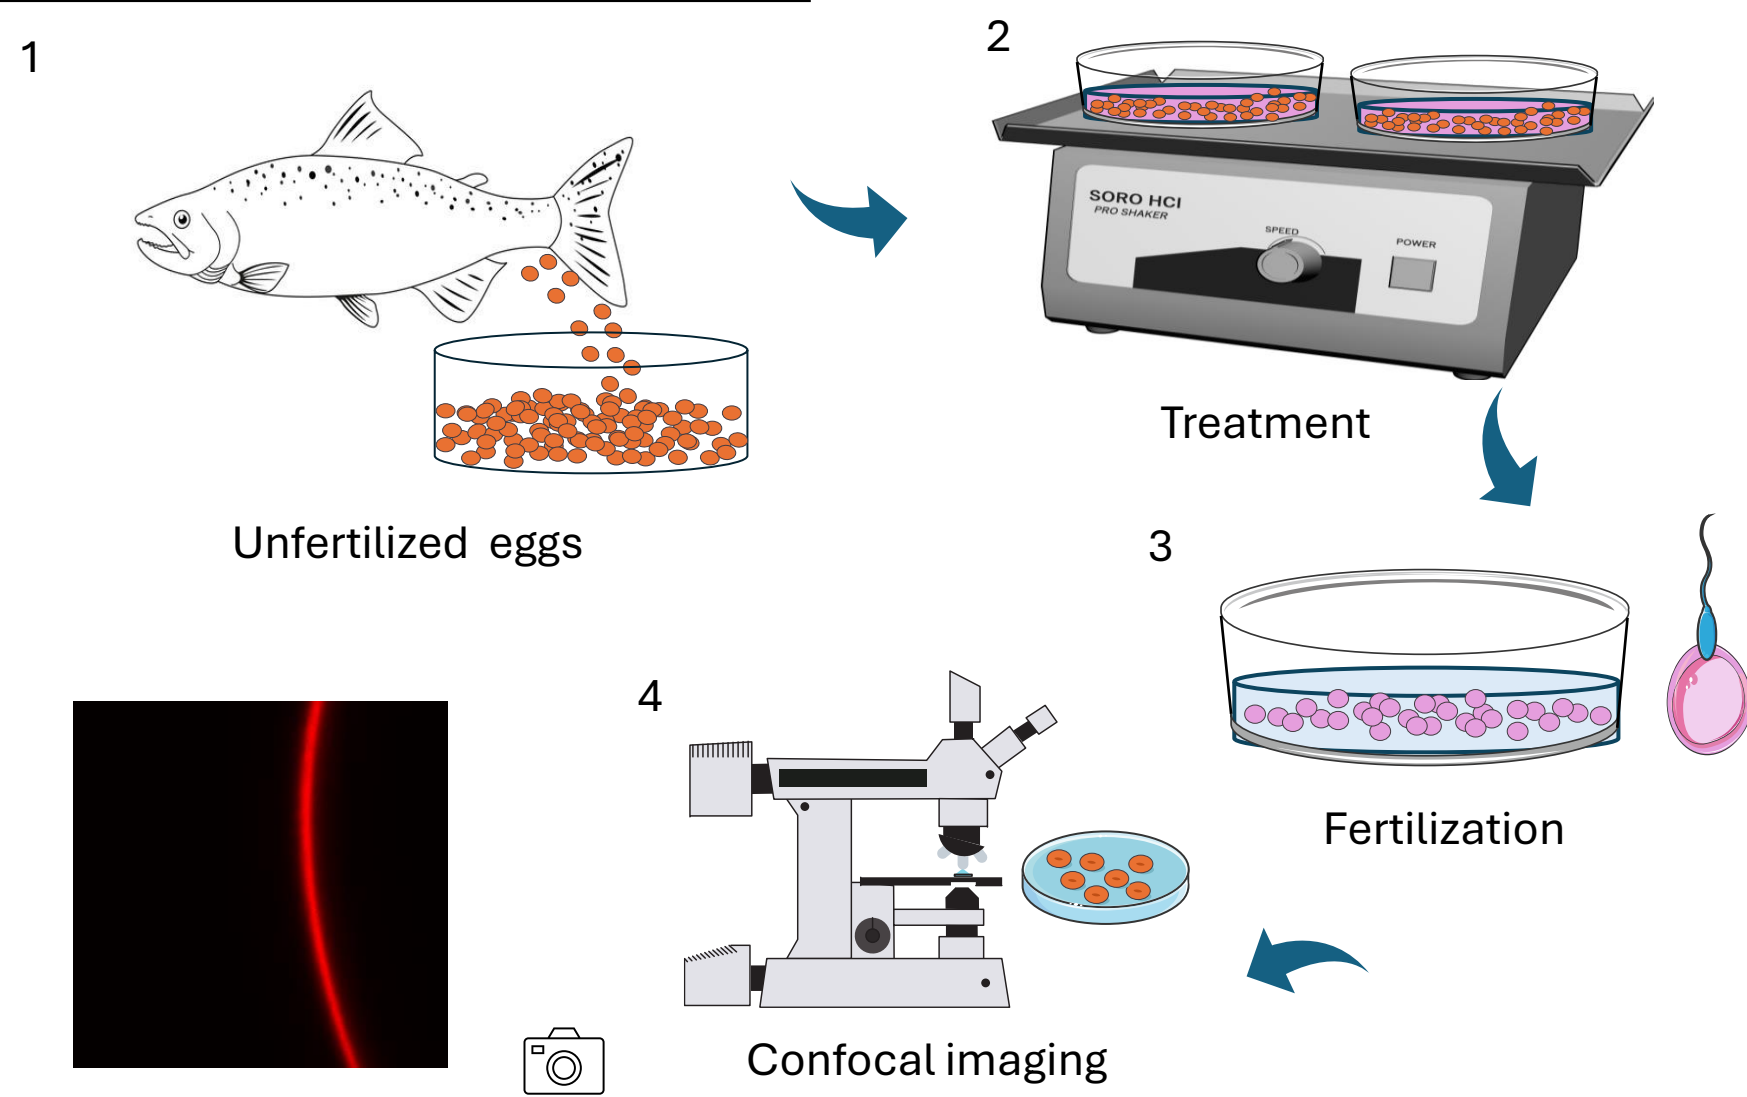 1
Unfertilized eggs
2
SORO HCI
PRO SHAKER
SPEED
POWER
Treatment
3
Fertilization
4
Confocal imaging